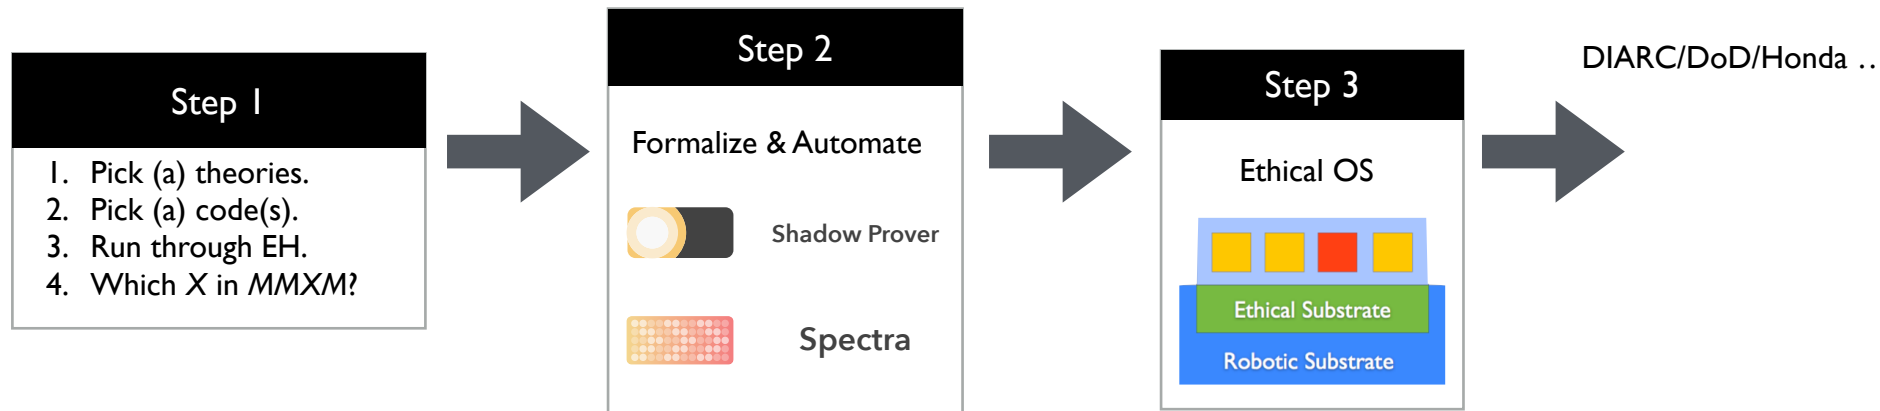 Step 1
1. Pick (a) theories.
2. Pick (a) code(s).
3. Run through EH.
4. Which X in MMXM?
Step 2
Formalize & Automate
Shadow Prover
Spectra
Step 3
Ethical OS
Ethical Substrate
Robotic Substrate
DIARC/DoD/Honda ..